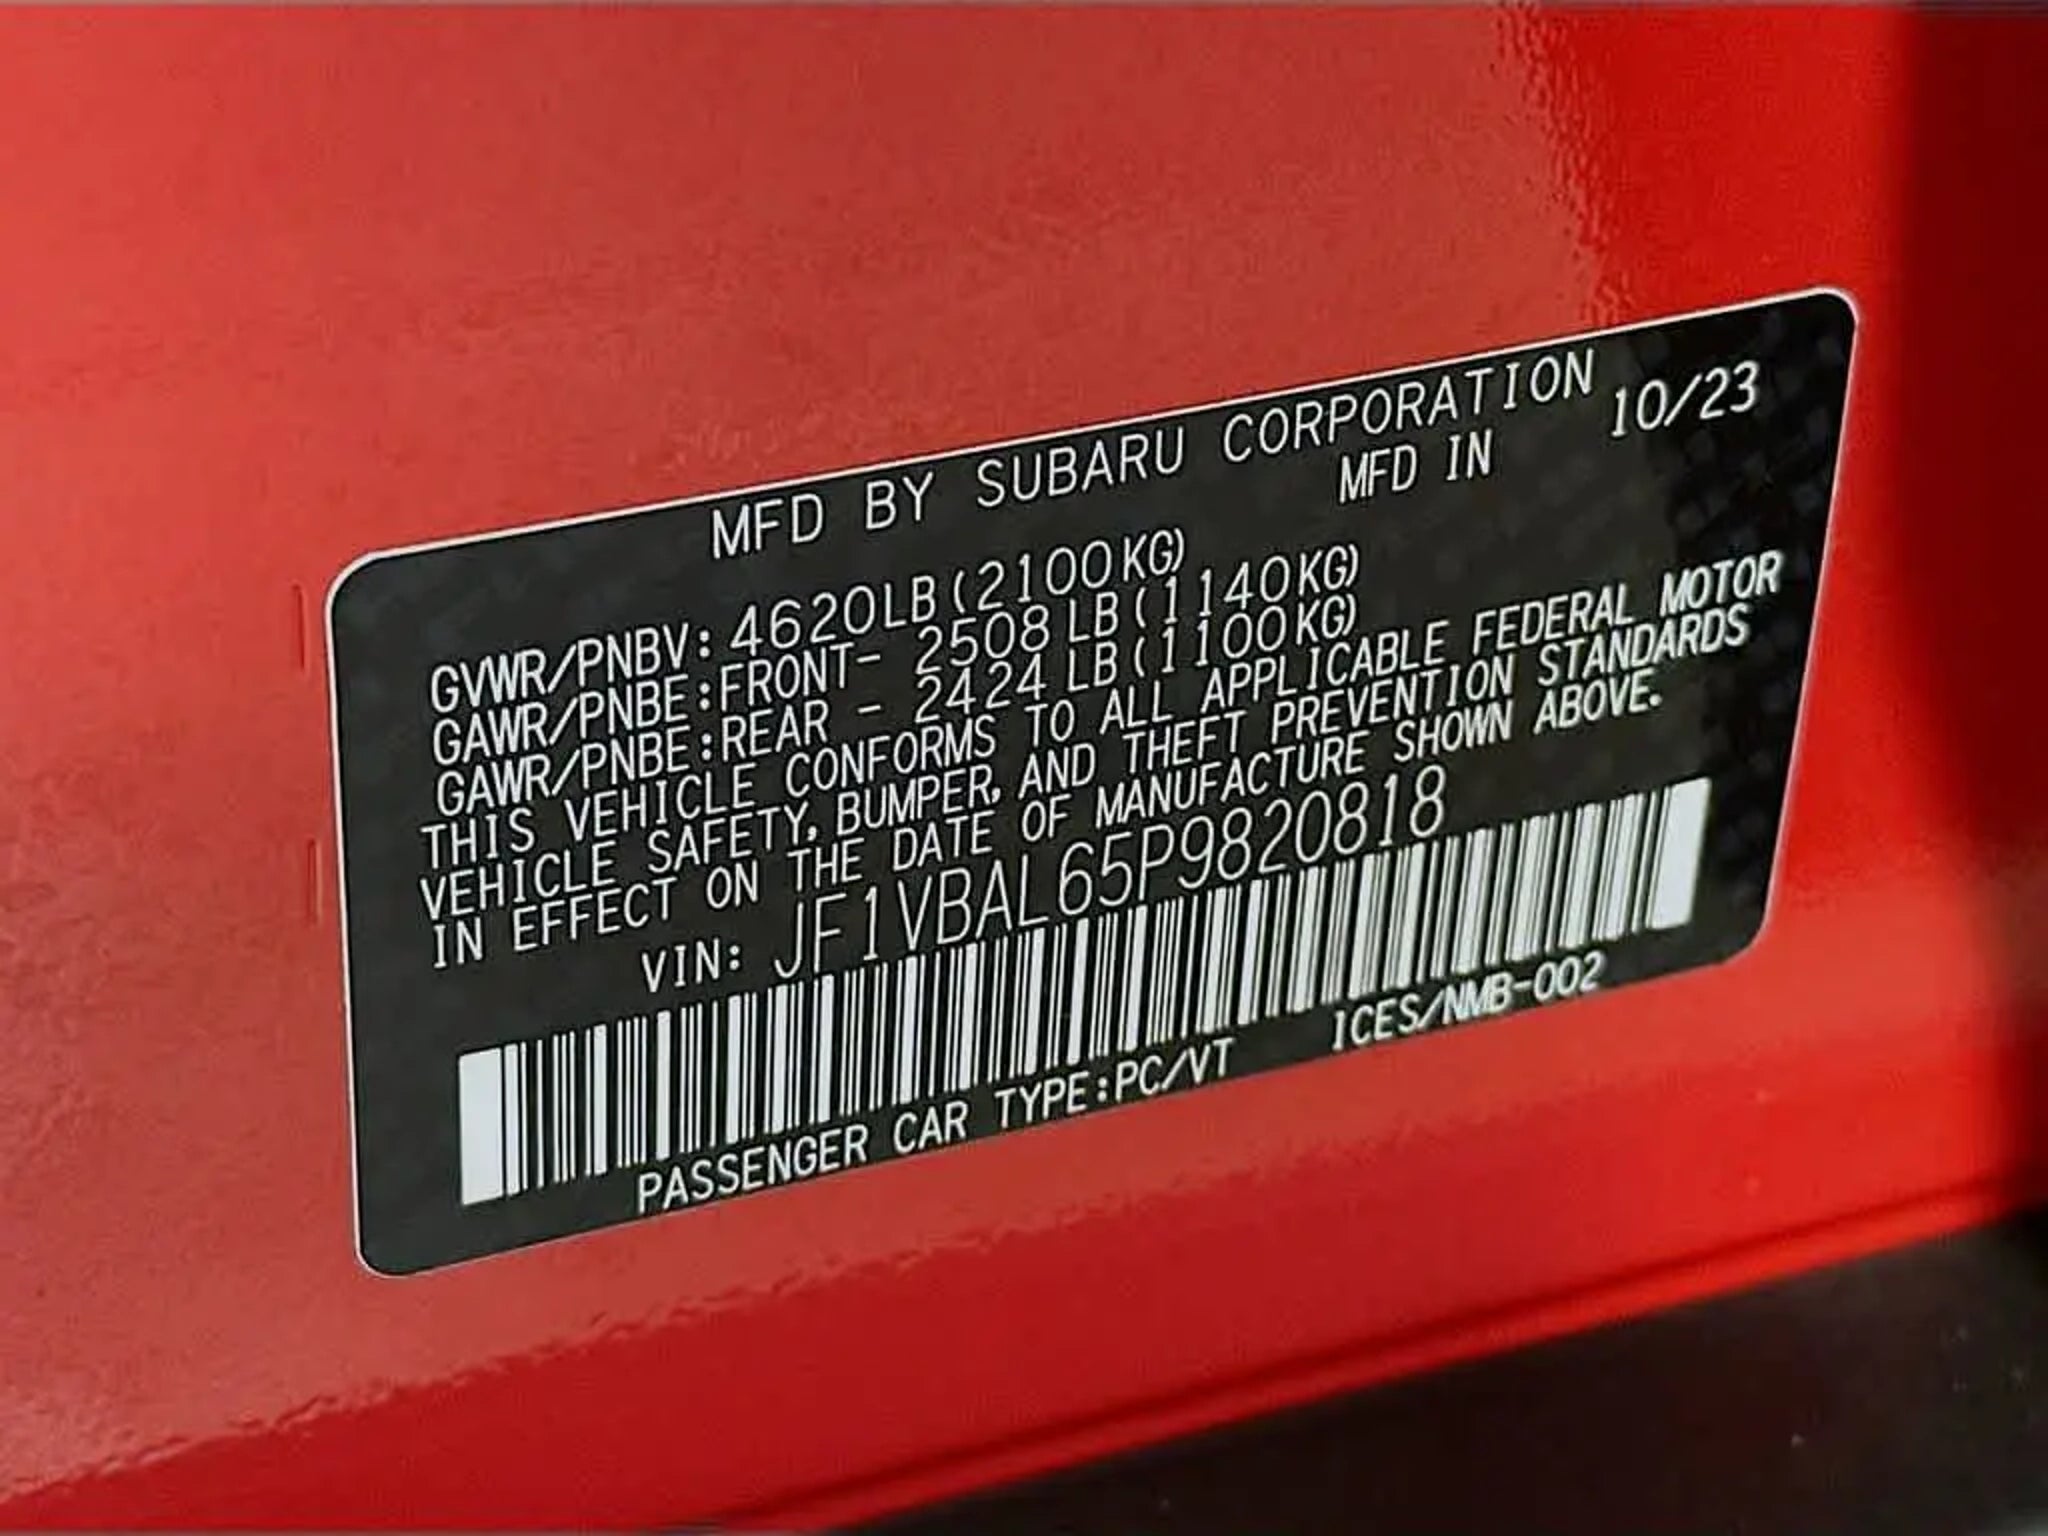 MFD BY SUBARU CORPORATION
MFD IN 10/23
GVWR/PNBV: 4620LB(2100KG)
GAWR/PNBE:FRONT- 2508 LB(1140KG)
GAWR/PNBE:REAR - 2424 LB(1100KG)
THIS VEHICLE CONFORMS TO ALL APPLICABLE FEDERAL MOTOR
VEHICLE SAFETY, BUMPER, AND THEFT PREVENTION STANDARDS
IN EFFECT ON THE DATE OF MANUFACTURE SHOWN ABOVE.
VIN: JF1VBAL65P9820818
PASSENGER CAR TYPE:PC/VT ICES/NMB-002